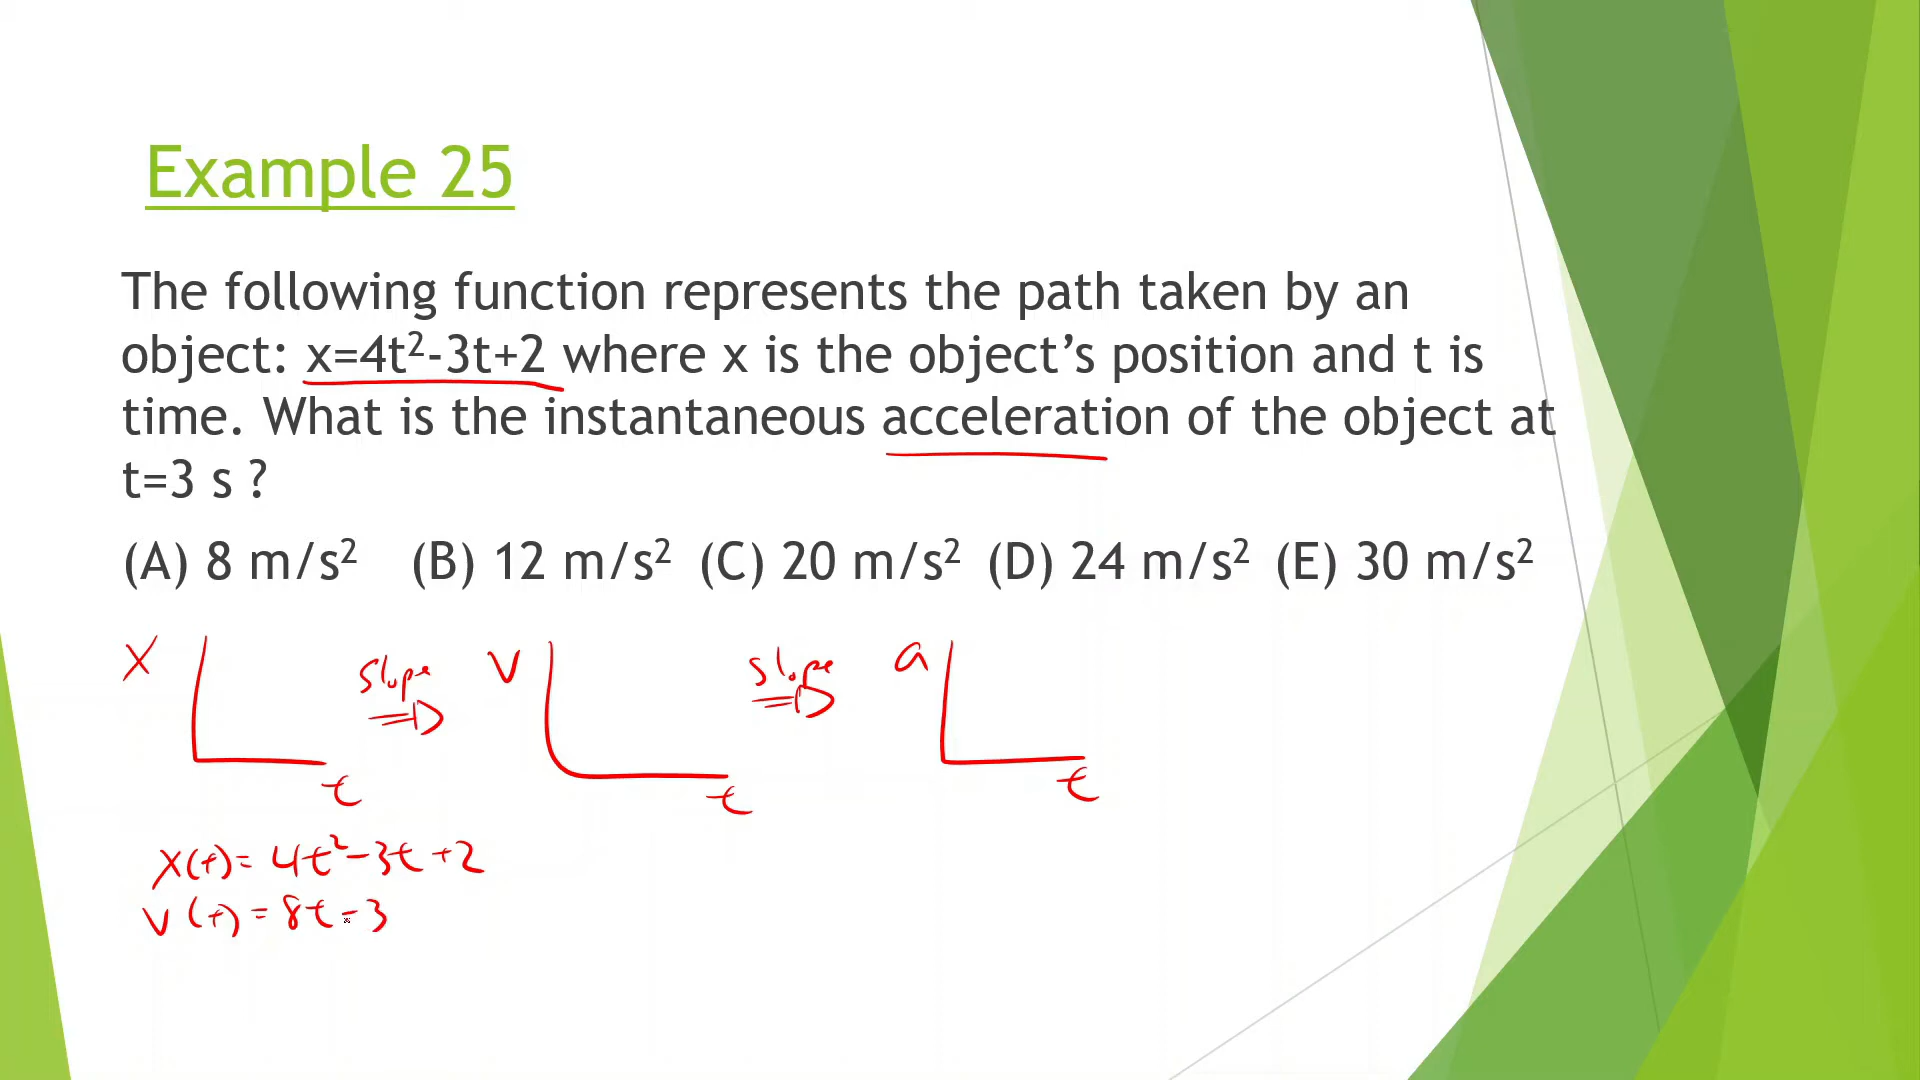 Example 25
The following function represents the path taken by an
object: x=4t²-3t+2 where x is the object’s position and t is
time. What is the instantaneous acceleration of the object at
t=3 s ?
(A) 8 m/s² (B) 12 m/s² (C) 20 m/s² (D) 24 m/s² (E) 30 m/s²
x slope v slope a
t t t
x(t)= 4t²-3t+2
v(t)=8t-3